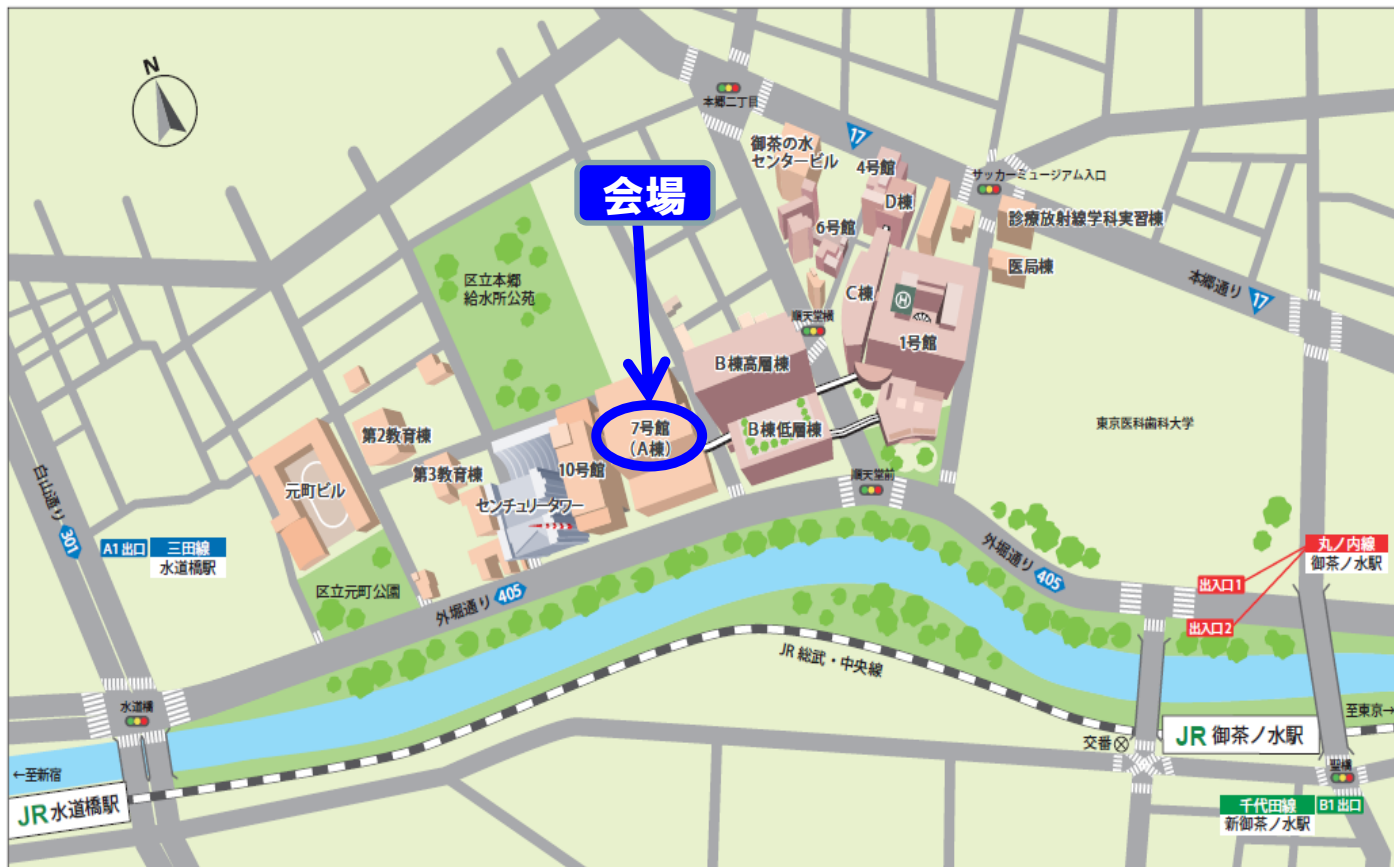 N
本郷二丁目
17
御茶の水
センタービル
4号館
サッカーミュージアム入口
会場
D棟
診療放射線学科実習棟
6号館
医局棟
区立本郷
給水所公苑
C棟
H
本郷通り 17
順天堂横
1号館
B棟高層棟
7号館
(A棟)
B棟低層棟
東京医科歯科大学
第2教育棟
第3教育棟
10号館
元町ビル
センチュリータワー
順天堂前
白山通り 301
A1出口 三田線
水道橋駅
外堀通り 405
丸ノ内線
御茶ノ水駅
出入口1
出入口2
区立元町公園
外堀通り 405
JR 総武・中央線
水道橋
至東京→
JR 御茶ノ水駅
交番
←至新宿
聖橋
JR 水道橋駅
千代田線 B1出口
新御茶ノ水駅